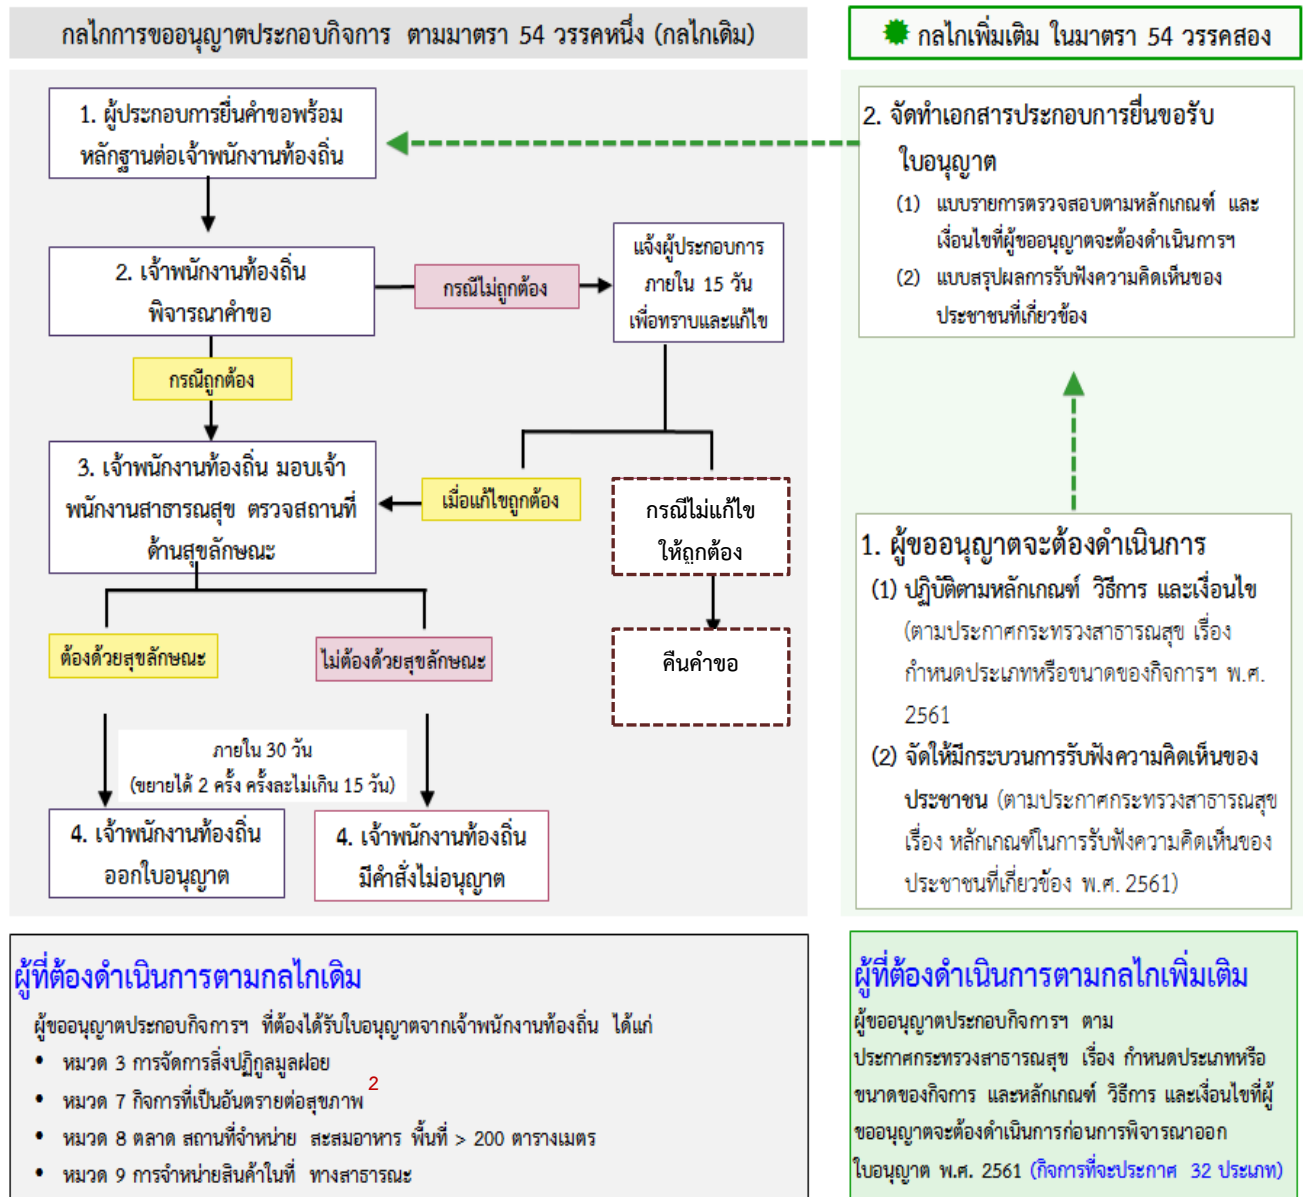 กลไกการขออนุญาตประกอบกิจการ ตามมาตรา 54 วรรคหนึ่ง (กลไกเดิม)
1. ผู้ประกอบการยื่นคำขอพร้อม
หลักฐานต่อเจ้าพนักงานท้องถิ่น
2. เจ้าพนักงานท้องถิ่น
พิจารณาคำขอ
กรณีไม่ถูกต้อง
แจ้งผู้ประกอบการ
ภายใน 15 วัน
เพื่อทราบและแก้ไข
กรณีถูกต้อง
3. เจ้าพนักงานท้องถิ่น มอบเจ้า
พนักงานสาธารณสุข ตรวจสถานที่
ด้านสุขลักษณะ
เมื่อแก้ไขถูกต้อง
กรณีไม่แก้ไข
ให้ถูกต้อง
คืนคำขอ
ต้องด้วยสุขลักษณะ
ไม่ต้องด้วยสุขลักษณะ
ภายใน 30 วัน
(ขยายได้ 2 ครั้ง ครั้งละไม่เกิน 15 วัน)
4. เจ้าพนักงานท้องถิ่น
ออกใบอนุญาต
4. เจ้าพนักงานท้องถิ่น
มีคำสั่งไม่อนุญาต
กลไกเพิ่มเติม ในมาตรา 54 วรรคสอง
2. จัดทำเอกสารประกอบการยื่นขอรับ
ใบอนุญาต
(1) แบบรายการตรวจสอบตามหลักเกณฑ์ และ
เงื่อนไขที่ผู้ขออนุญาตจะต้องดำเนินการฯ
(2) แบบสรุปผลการรับฟังความคิดเห็นของ
ประชาชนที่เกี่ยวข้อง
1. ผู้ขออนุญาตจะต้องดำเนินการ
(1) ปฏิบัติตามหลักเกณฑ์ วิธีการ และเงื่อนไข
(ตามประกาศกระทรวงสาธารณสุข เรื่อง
กำหนดประเภทหรือขนาดของกิจการฯ พ.ศ.
2561
(2) จัดให้มีกระบวนการรับฟังความคิดเห็นของ
ประชาชน (ตามประกาศกระทรวงสาธารณสุข
เรื่อง หลักเกณฑ์ในการรับฟังความคิดเห็นของ
ประชาชนที่เกี่ยวข้อง พ.ศ. 2561)
ผู้ที่ต้องดำเนินการตามกลไกเดิม
ผู้ขออนุญาตประกอบกิจการฯ ที่ต้องได้รับใบอนุญาตจากเจ้าพนักงานท้องถิ่น ได้แก่
• หมวด 3 การจัดการสิ่งปฏิกูลมูลฝอย
• หมวด 7 กิจการที่เป็นอันตรายต่อสุขภาพ 2
• หมวด 8 ตลาด สถานที่จำหน่าย สะสมอาหาร พื้นที่ > 200 ตารางเมตร
• หมวด 9 การจำหน่ายสินค้าในที่ ทางสาธารณะ
ผู้ที่ต้องดำเนินการตามกลไกเพิ่มเติม
ผู้ขออนุญาตประกอบกิจการฯ ตาม
ประกาศกระทรวงสาธารณสุข เรื่อง กำหนดประเภทหรือ
ขนาดของกิจการ และหลักเกณฑ์ วิธีการ และเงื่อนไขที่ผู้
ขออนุญาตจะต้องดำเนินการก่อนการพิจารณาออก
ใบอนุญาต พ.ศ. 2561 (กิจการที่จะประกาศ 32 ประเภท)